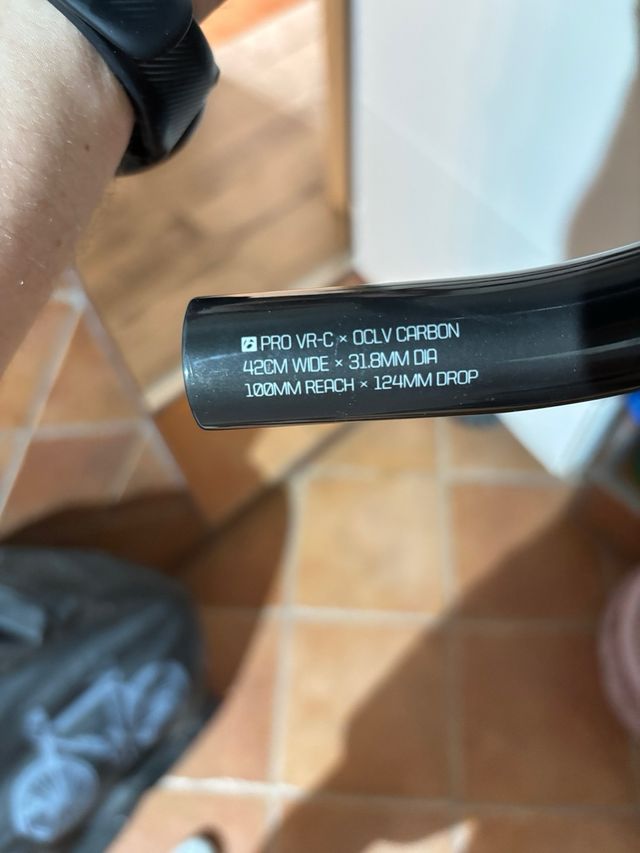 PRO VR-C × OCLV CARBON
42CM WIDE × 31.8MM DIA
100MM REACH × 124MM DROP